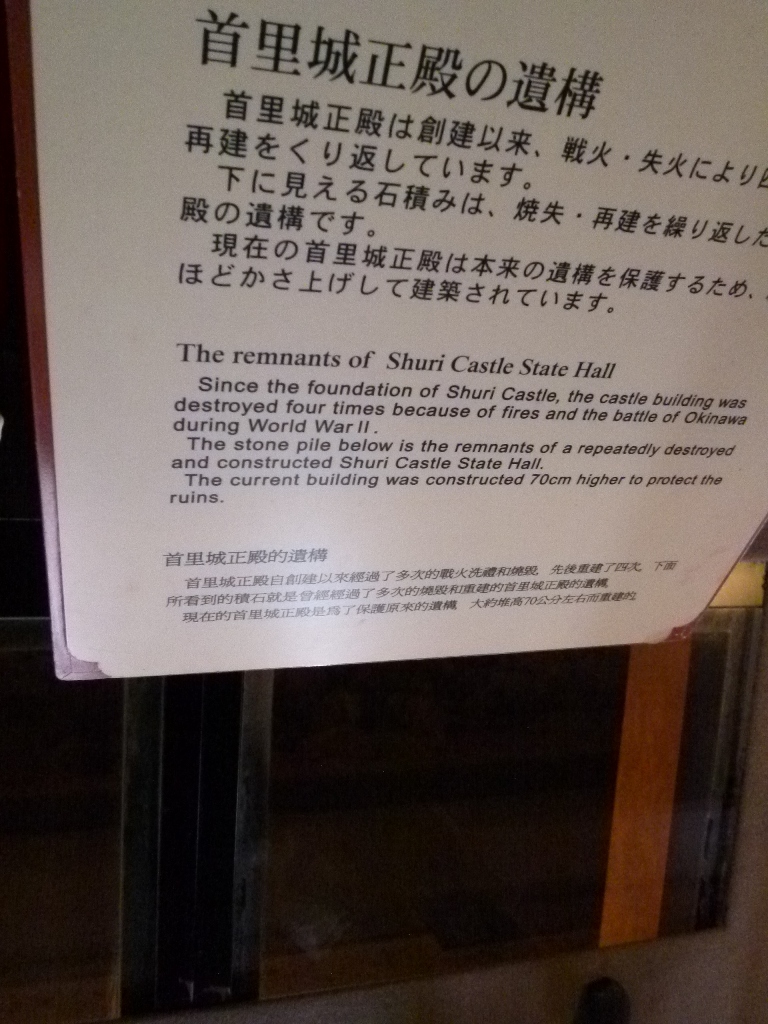 首里城正殿の遺構
首里城正殿は創建以来、戦火・失火により
再建をくり返しています。
下に見える石積みは、焼失・再建を繰り返した
殿の遺構です。
現在の首里城正殿は本来の遺構を保護するため、
ほどかさ上げして建築されています。
The remnants of Shuri Castle State Hall
Since the foundation of Shuri Castle, the castle building was
destroyed four times because of fires and the battle of Okinawa
during World War II.
The stone pile below is the remnants of a repeatedly destroyed
and constructed Shuri Castle State Hall.
The current building was constructed 70cm higher to protect the
ruins.
首里城正殿的遺構
首里城正殿自創建以來經過了多次的戰火洗禮和燒毀，先後重建了四次，下面
所看到的積石就是曾經經過了多次的燒毀和重建的首里城正殿的遺構。
現在的首里城正殿是爲了保護原來的遺構，大約堆高70公分左右而重建的。